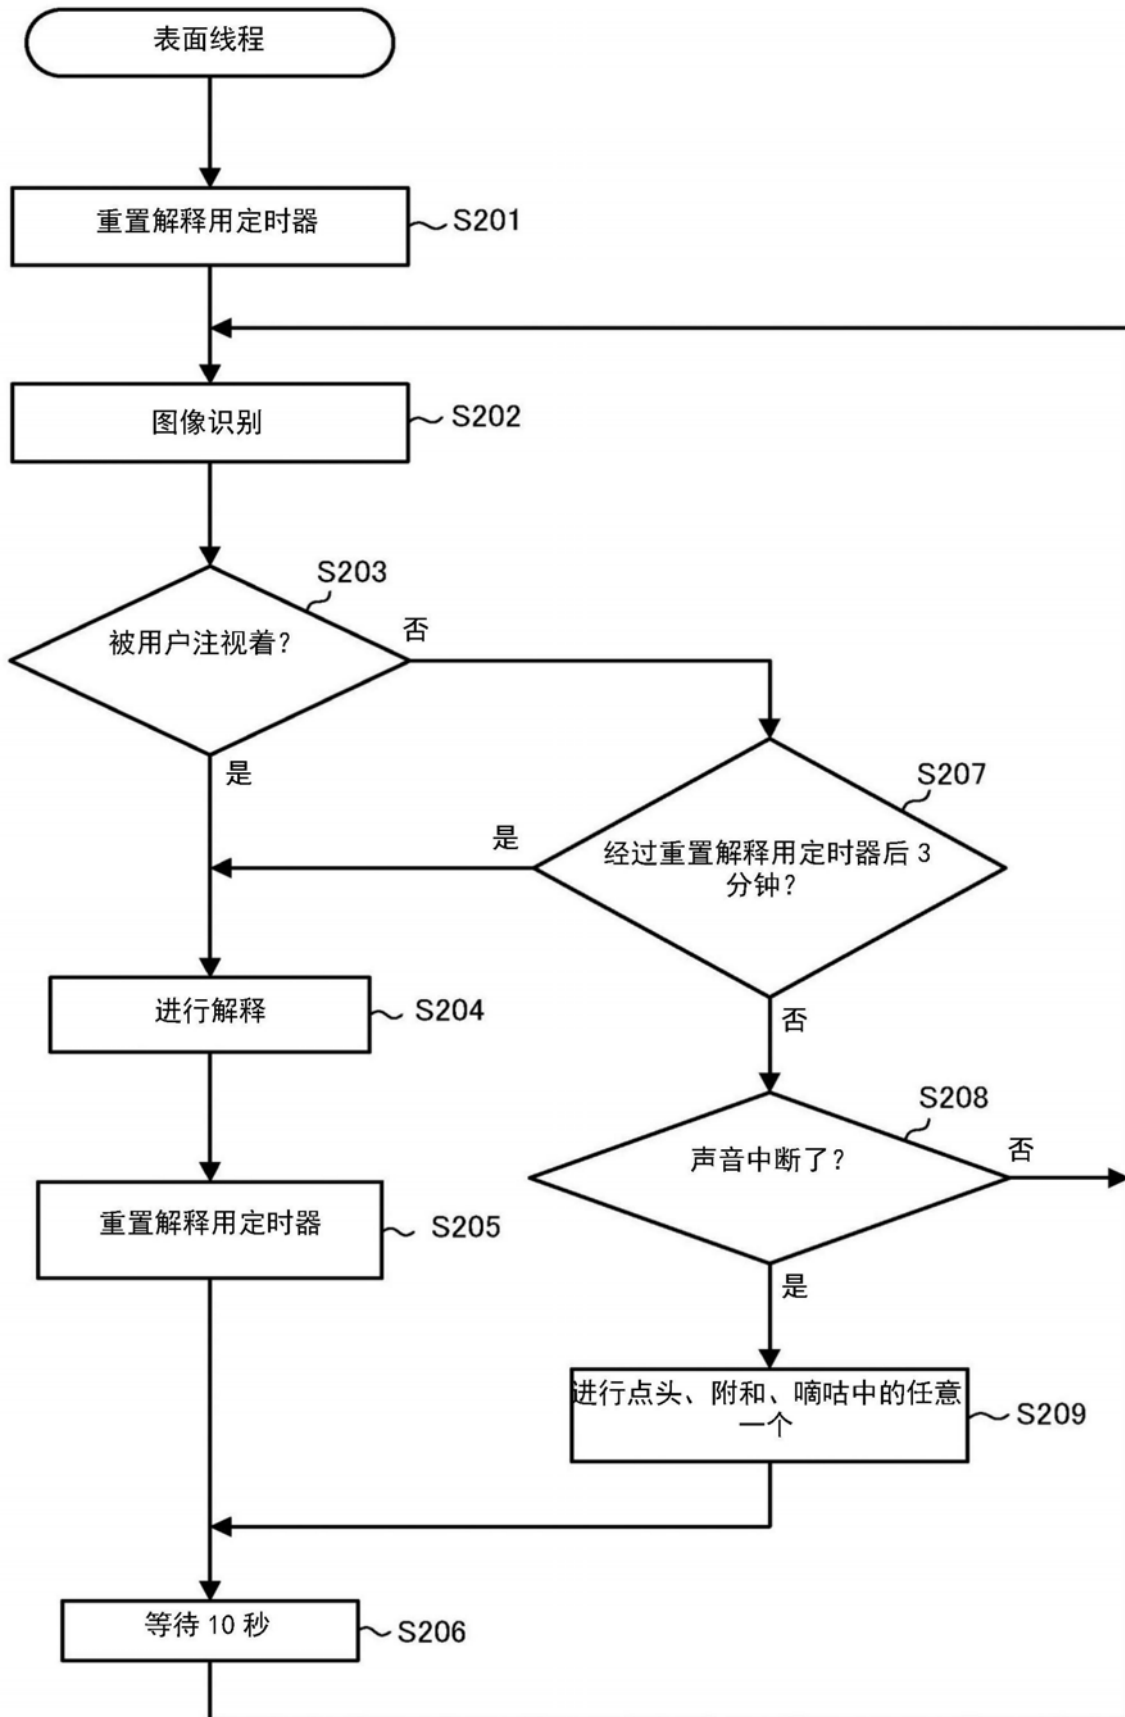 表面线程
重置解释用定时器
S201
图像识别
S202
S203
被用户注视着?
否
是
S207
是
经过重置解释用定时器后3
分钟?
进行解释
S204
否
S208
声音中断了?
否
重置解释用定时器
S205
是
进行点头、附和、嘀咕中的任意
一个
S209
等待10秒
S206